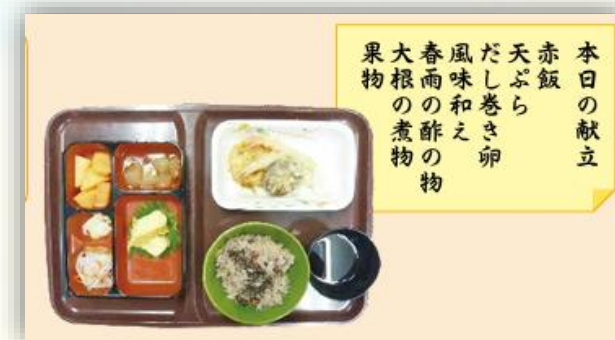 本日の献立
赤飯
天ぷら
だし巻き卵
風味和え
春雨の酢の物
大根の煮物
果物